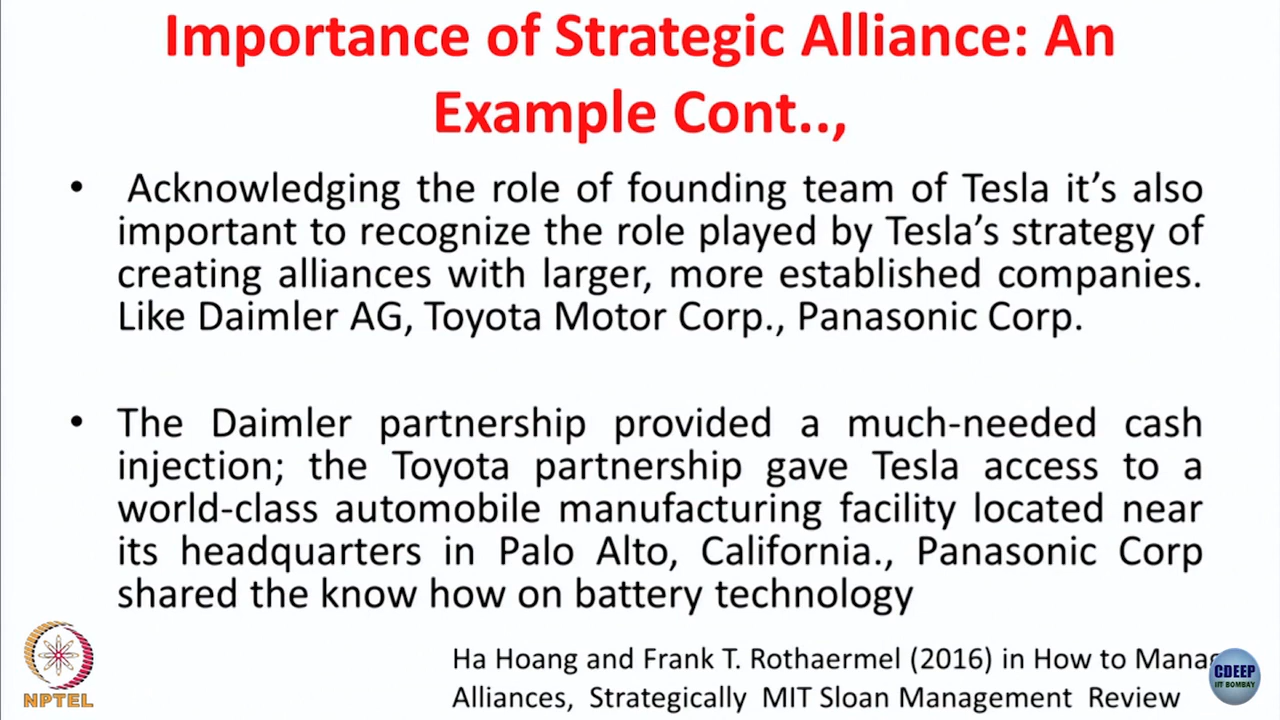 Importance of Strategic Alliance: An
Example Cont..,
• Acknowledging the role of founding team of Tesla it’s also
important to recognize the role played by Tesla’s strategy of
creating alliances with larger, more established companies.
Like Daimler AG, Toyota Motor Corp., Panasonic Corp.
• The Daimler partnership provided a much-needed cash
injection; the Toyota partnership gave Tesla access to a
world-class automobile manufacturing facility located near
its headquarters in Palo Alto, California., Panasonic Corp
shared the know how on battery technology
Ha Hoang and Frank T. Rothaermel (2016) in How to Manag
Alliances, Strategically MIT Sloan Management Review
NPTEL
CDEEP
IIT BOMBAY